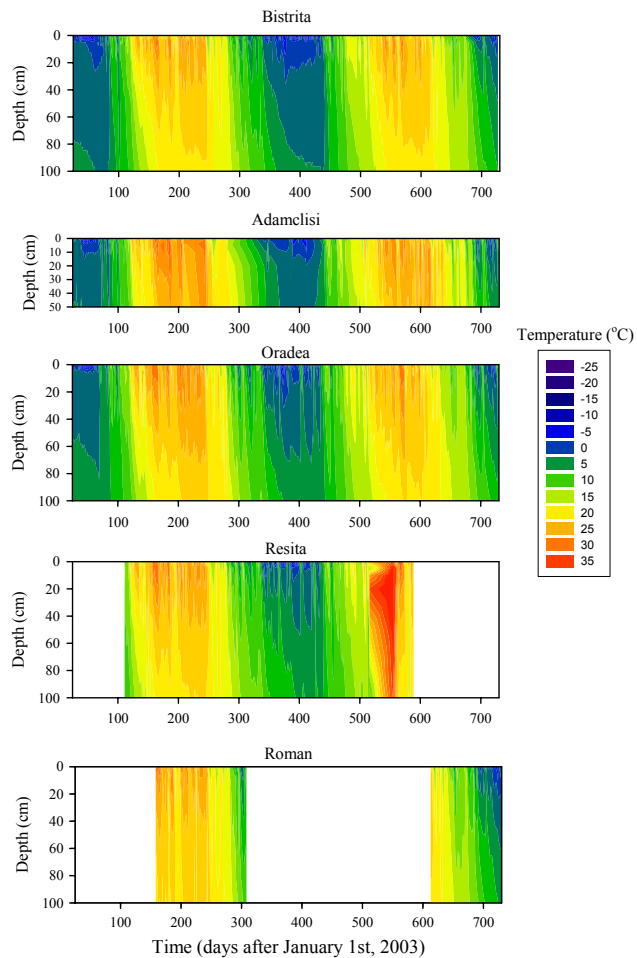 Bistrita
0
20
40
60
80
100
Depth (cm)
100 200 300 400 500 600 700
Adamclisi
0
10
20
30
40
50
Depth (cm)
100 200 300 400 500 600 700
Oradea
0
20
40
60
80
100
Depth (cm)
100 200 300 400 500 600 700
Resita
0
20
40
60
80
100
Depth (cm)
100 200 300 400 500 600 700
Roman
0
20
40
60
80
100
Depth (cm)
100 200 300 400 500 600 700
Time (days after January 1st, 2003)
Temperature (°C)
-25
-20
-15
-10
-5
0
5
10
15
20
25
30
35